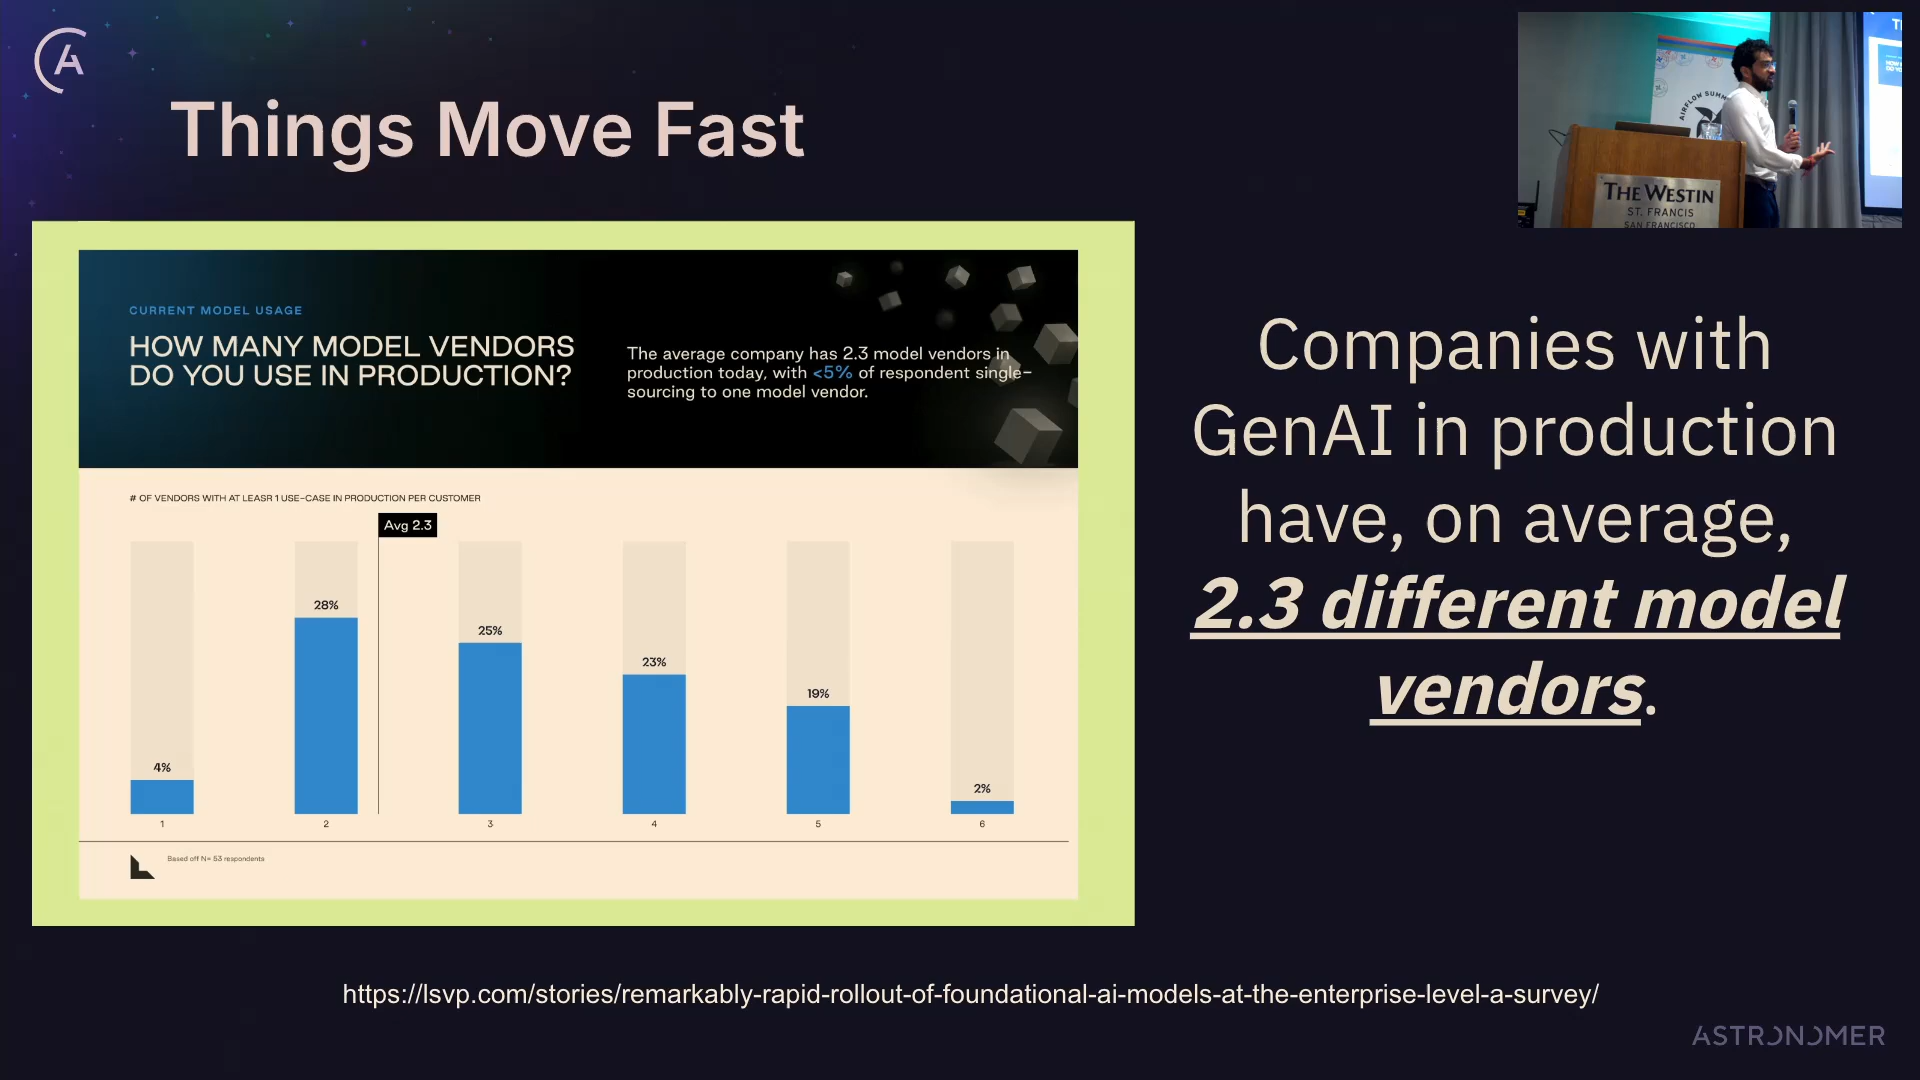 Things Move Fast
AIRFLOW SUMM
THE WESTIN
ST. FRANCIS
SAN FRANCISCO
CURRENT MODEL USAGE
HOW MANY MODEL VENDORS
DO YOU USE IN PRODUCTION?
The average company has 2.3 model vendors in
production today, with <5% of respondent single-
sourcing to one model vendor.
# OF VENDORS WITH AT LEASR 1 USE-CASE IN PRODUCTION PER CUSTOMER
Avg 2.3
4%
28%
25%
23%
19%
2%
1
2
3
4
5
6
Based off N= 53 respondents
Companies with
GenAI in production
have, on average,
2.3 different model
vendors.
https://lsvp.com/stories/remarkably-rapid-rollout-of-foundational-ai-models-at-the-enterprise-level-a-survey/
ASTRONOMER